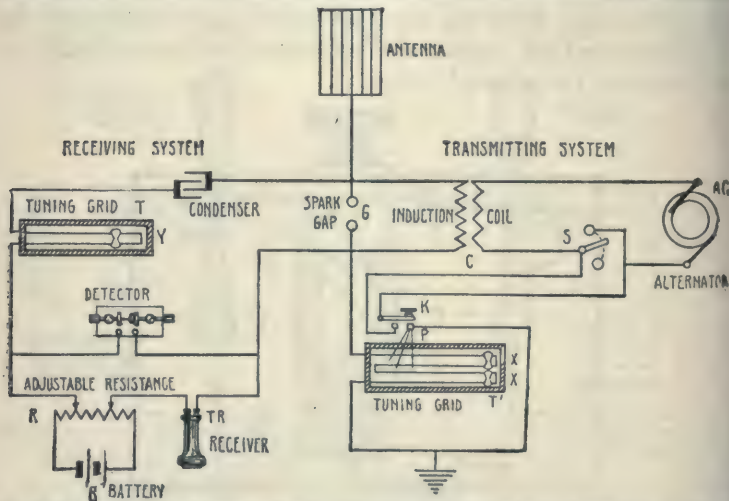 ANTENNA
RECEIVING SYSTEM
TRANSMITTING SYSTEM
AG
CONDENSER
TUNING GRID T
Y
SPARK GAP
G
INDUCTION COIL
C
S
ALTERNATOR
DETECTOR
K
P
X
X
TUNING GRID T'
ADJUSTABLE RESISTANCE
R
TR
RECEIVER
B BATTERY